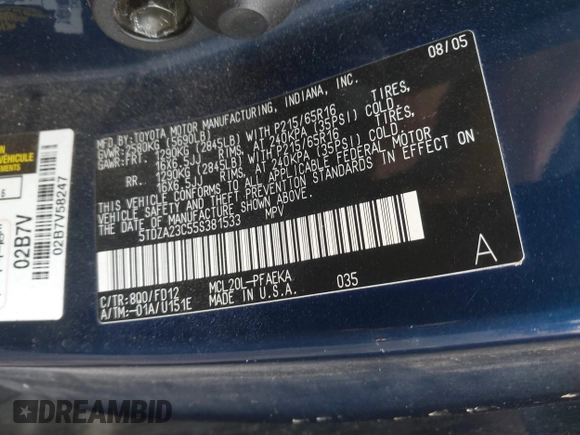 08/05
MFD.BY:TOYOTA MOTOR MANUFACTURING, INDIANA, INC.
GVWR 2580KG (5690LB)
GAWR:FRT. 1290KG (2845LB) WITH P215/65R16 TIRES,
16X6.5JJ RIMS, AT 240KPA (35PSI) COLD.
RR. 1290KG (2845LB) WITH P215/65R16 TIRES,
16X6.5JJ RIMS, AT 240KPA (35PSI) COLD.
THIS VEHICLE CONFORMS TO ALL APPLICABLE FEDERAL MOTOR
VEHICLE SAFETY AND BUMPER STANDARDS IN EFFECT ON THE
DATE OF MANUFACTURE SHOWN ABOVE.
5TDZA23C55S381533 MPV
C/TR:8Q0/FD12 MCL20L-PFAEKA 035
A/TM:-01A/U151E MADE IN U.S.A.
A
VÉHICULE
02B7V
02B7V58247
DREAMBID